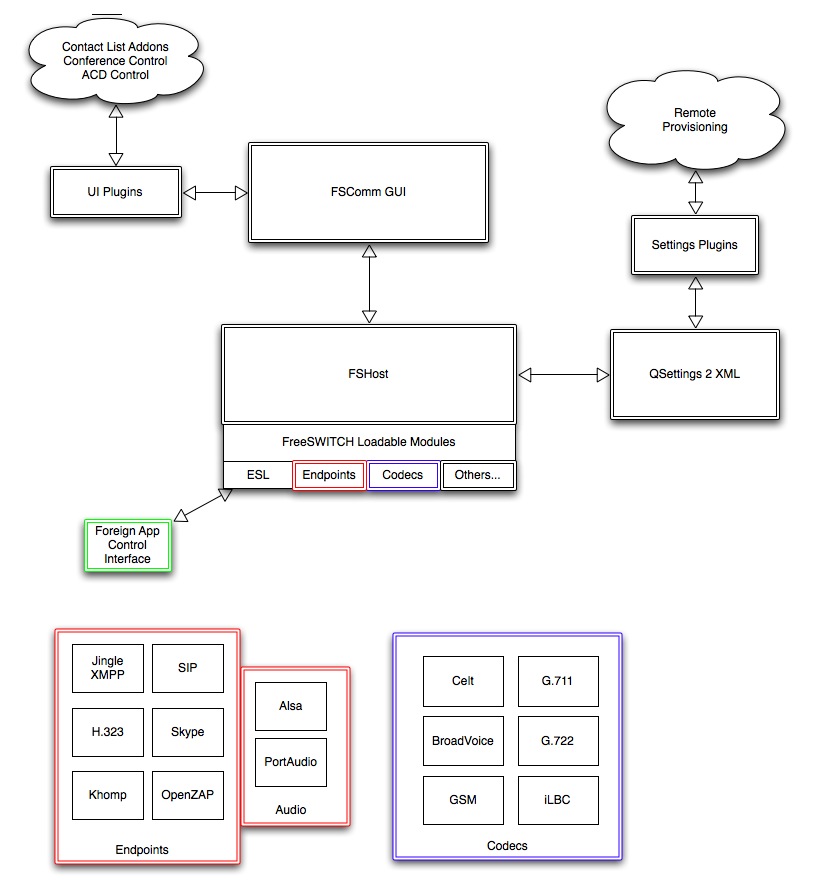 Contact List Addons
Conference Control
ACD Control
Remote
Provisioning
UI Plugins
FSComm GUI
Settings Plugins
FSHost
QSettings 2 XML
FreeSWITCH Loadable Modules
ESL
Endpoints
Codecs
Others...
Foreign App
Control
Interface
Jingle
XMPP
SIP
H.323
Skype
Khomp
OpenZAP
Endpoints
Alsa
PortAudio
Audio
Celt
G.711
BroadVoice
G.722
GSM
iLBC
Codecs